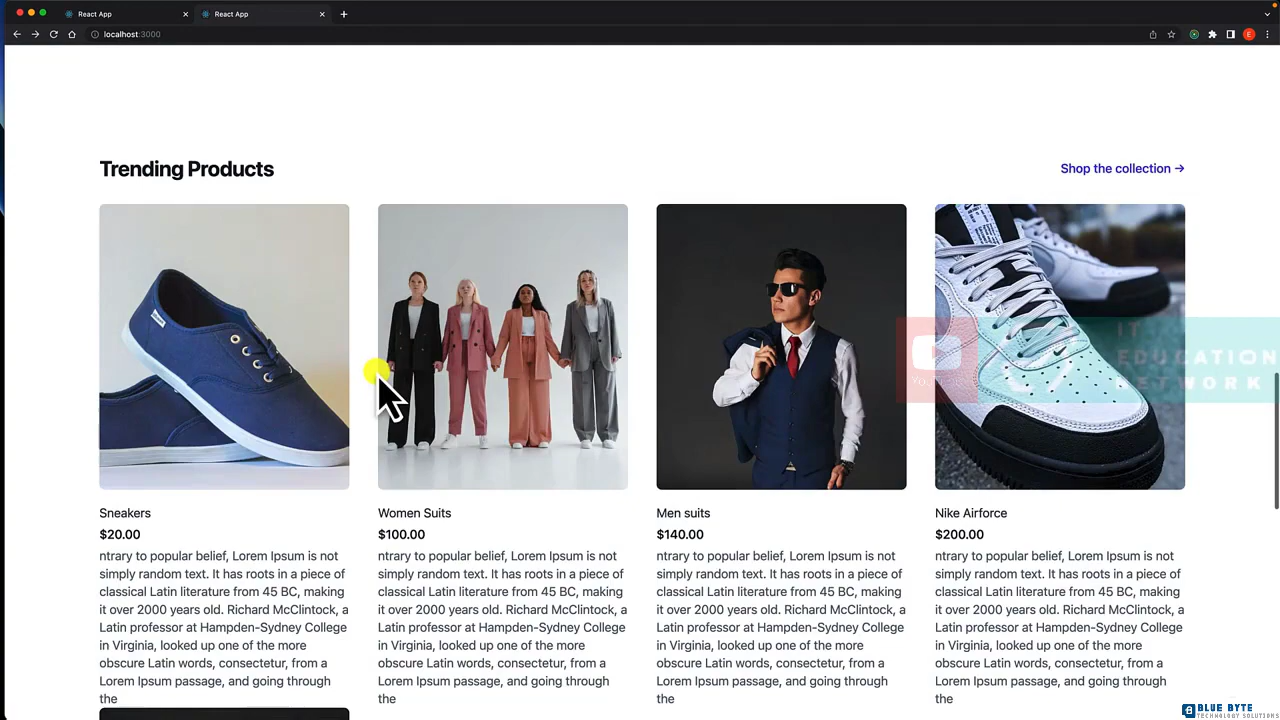 React App
React App
localhost:3000
E
Trending Products
Shop the collection →
Sneakers
$20.00
ntrary to popular belief, Lorem Ipsum is not
simply random text. It has roots in a piece of
classical Latin literature from 45 BC, making
it over 2000 years old. Richard McClintock, a
Latin professor at Hampden-Sydney College
in Virginia, looked up one of the more
obscure Latin words, consectetur, from a
Lorem Ipsum passage, and going through
the
Women Suits
$100.00
ntrary to popular belief, Lorem Ipsum is not
simply random text. It has roots in a piece of
classical Latin literature from 45 BC, making
it over 2000 years old. Richard McClintock, a
Latin professor at Hampden-Sydney College
in Virginia, looked up one of the more
obscure Latin words, consectetur, from a
Lorem Ipsum passage, and going through
the
Men suits
$140.00
ntrary to popular belief, Lorem Ipsum is not
simply random text. It has roots in a piece of
classical Latin literature from 45 BC, making
it over 2000 years old. Richard McClintock, a
Latin professor at Hampden-Sydney College
in Virginia, looked up one of the more
obscure Latin words, consectetur, from a
Lorem Ipsum passage, and going through
the
Nike Airforce
$200.00
ntrary to popular belief, Lorem Ipsum is not
simply random text. It has roots in a piece of
classical Latin literature from 45 BC, making
it over 2000 years old. Richard McClintock, a
Latin professor at Hampden-Sydney College
in Virginia, looked up one of the more
obscure Latin words, consectetur, from a
Lorem Ipsum passage, and going through
the
IT
EDUCATION
NETWORK
BLUE BYTE
TECHNOLOGY SOLUTIONS